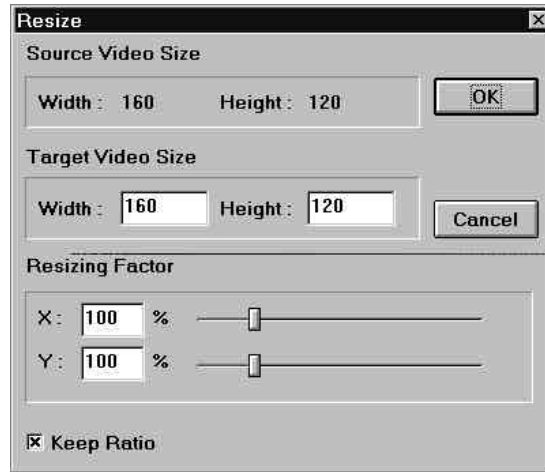 Resize
Source Video Size
Width : 160 Height : 120
OK
Target Video Size
Width : 160 Height : 120
Cancel
Resizing Factor
X : 100 %
Y : 100 %
Keep Ratio